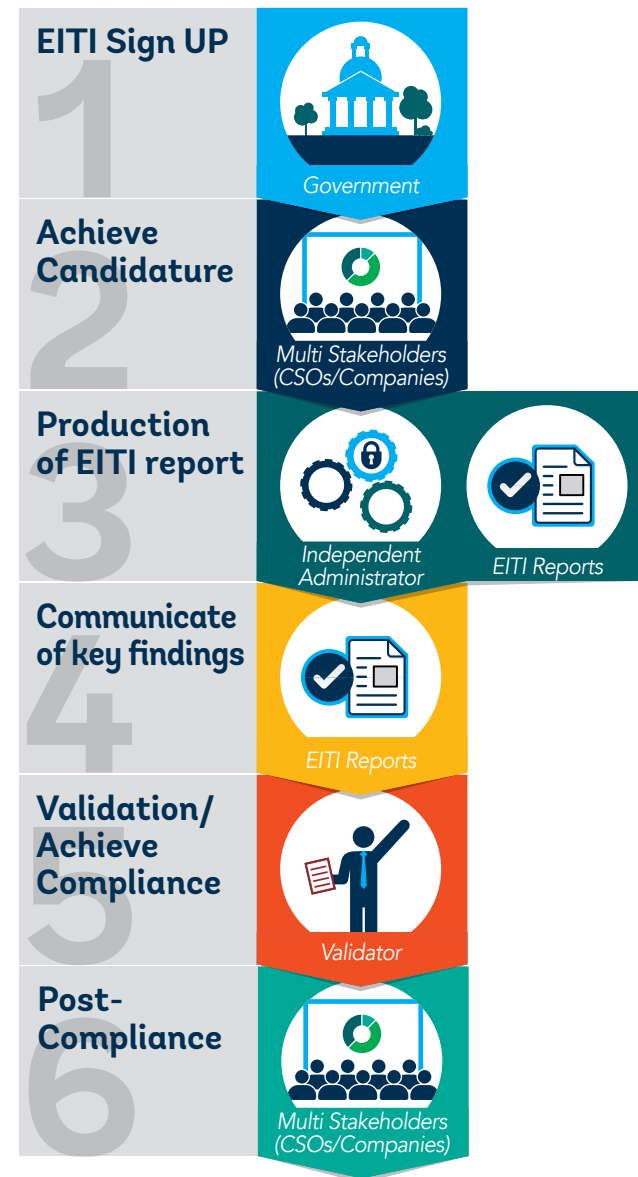 1
EITI Sign UP
Government
2
Achieve
Candidature
Multi Stakeholders
(CSOs/Companies)
3
Production
of EITI report
Independent
Administrator
EITI Reports
4
Communicate
of key findings
EITI Reports
5
Validation/
Achieve
Compliance
Validator
6
Post-
Compliance
Multi Stakeholders
(CSOs/Companies)